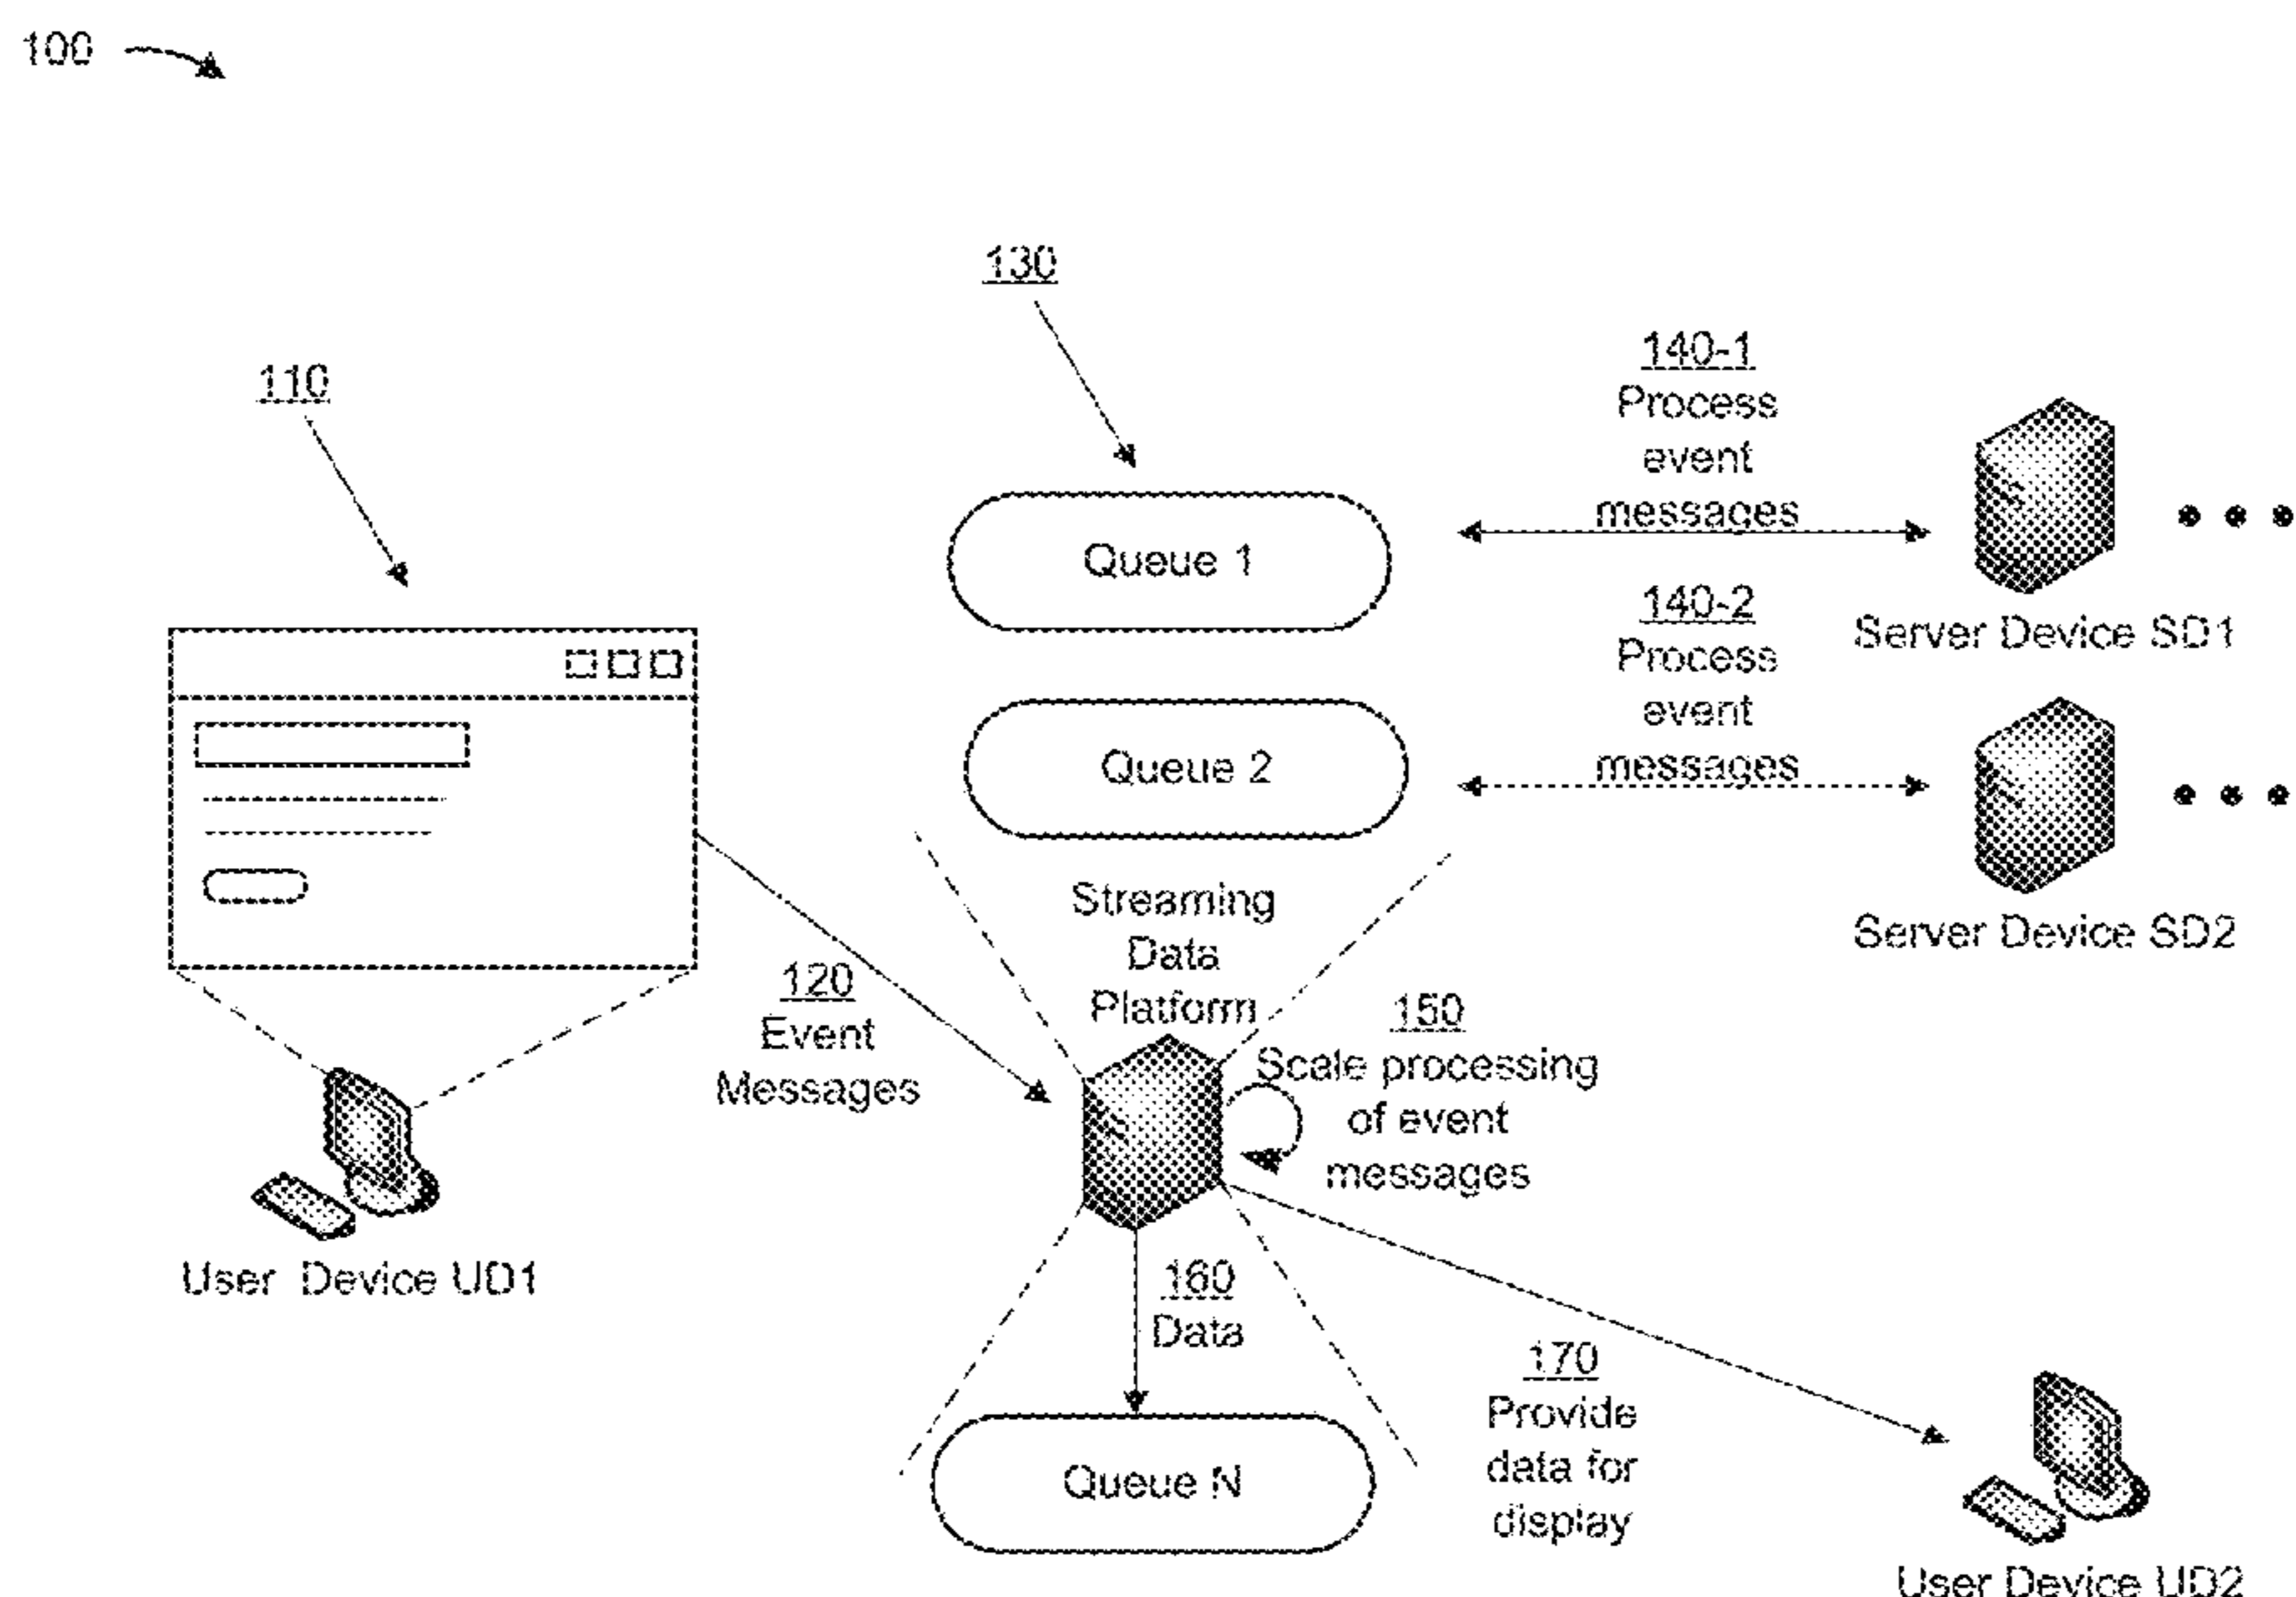 100
130
110
140-1
Process
event
messages
Queue 1
Server Device SD1
140-2
Process
event
messages
Queue 2
Server Device SD2
Streaming
Data
Platform
120
Event
Messages
150
Scale processing
of event
messages
User Device UD1
160
Data
170
Provide
data for
display
Queue N
User Device UD2